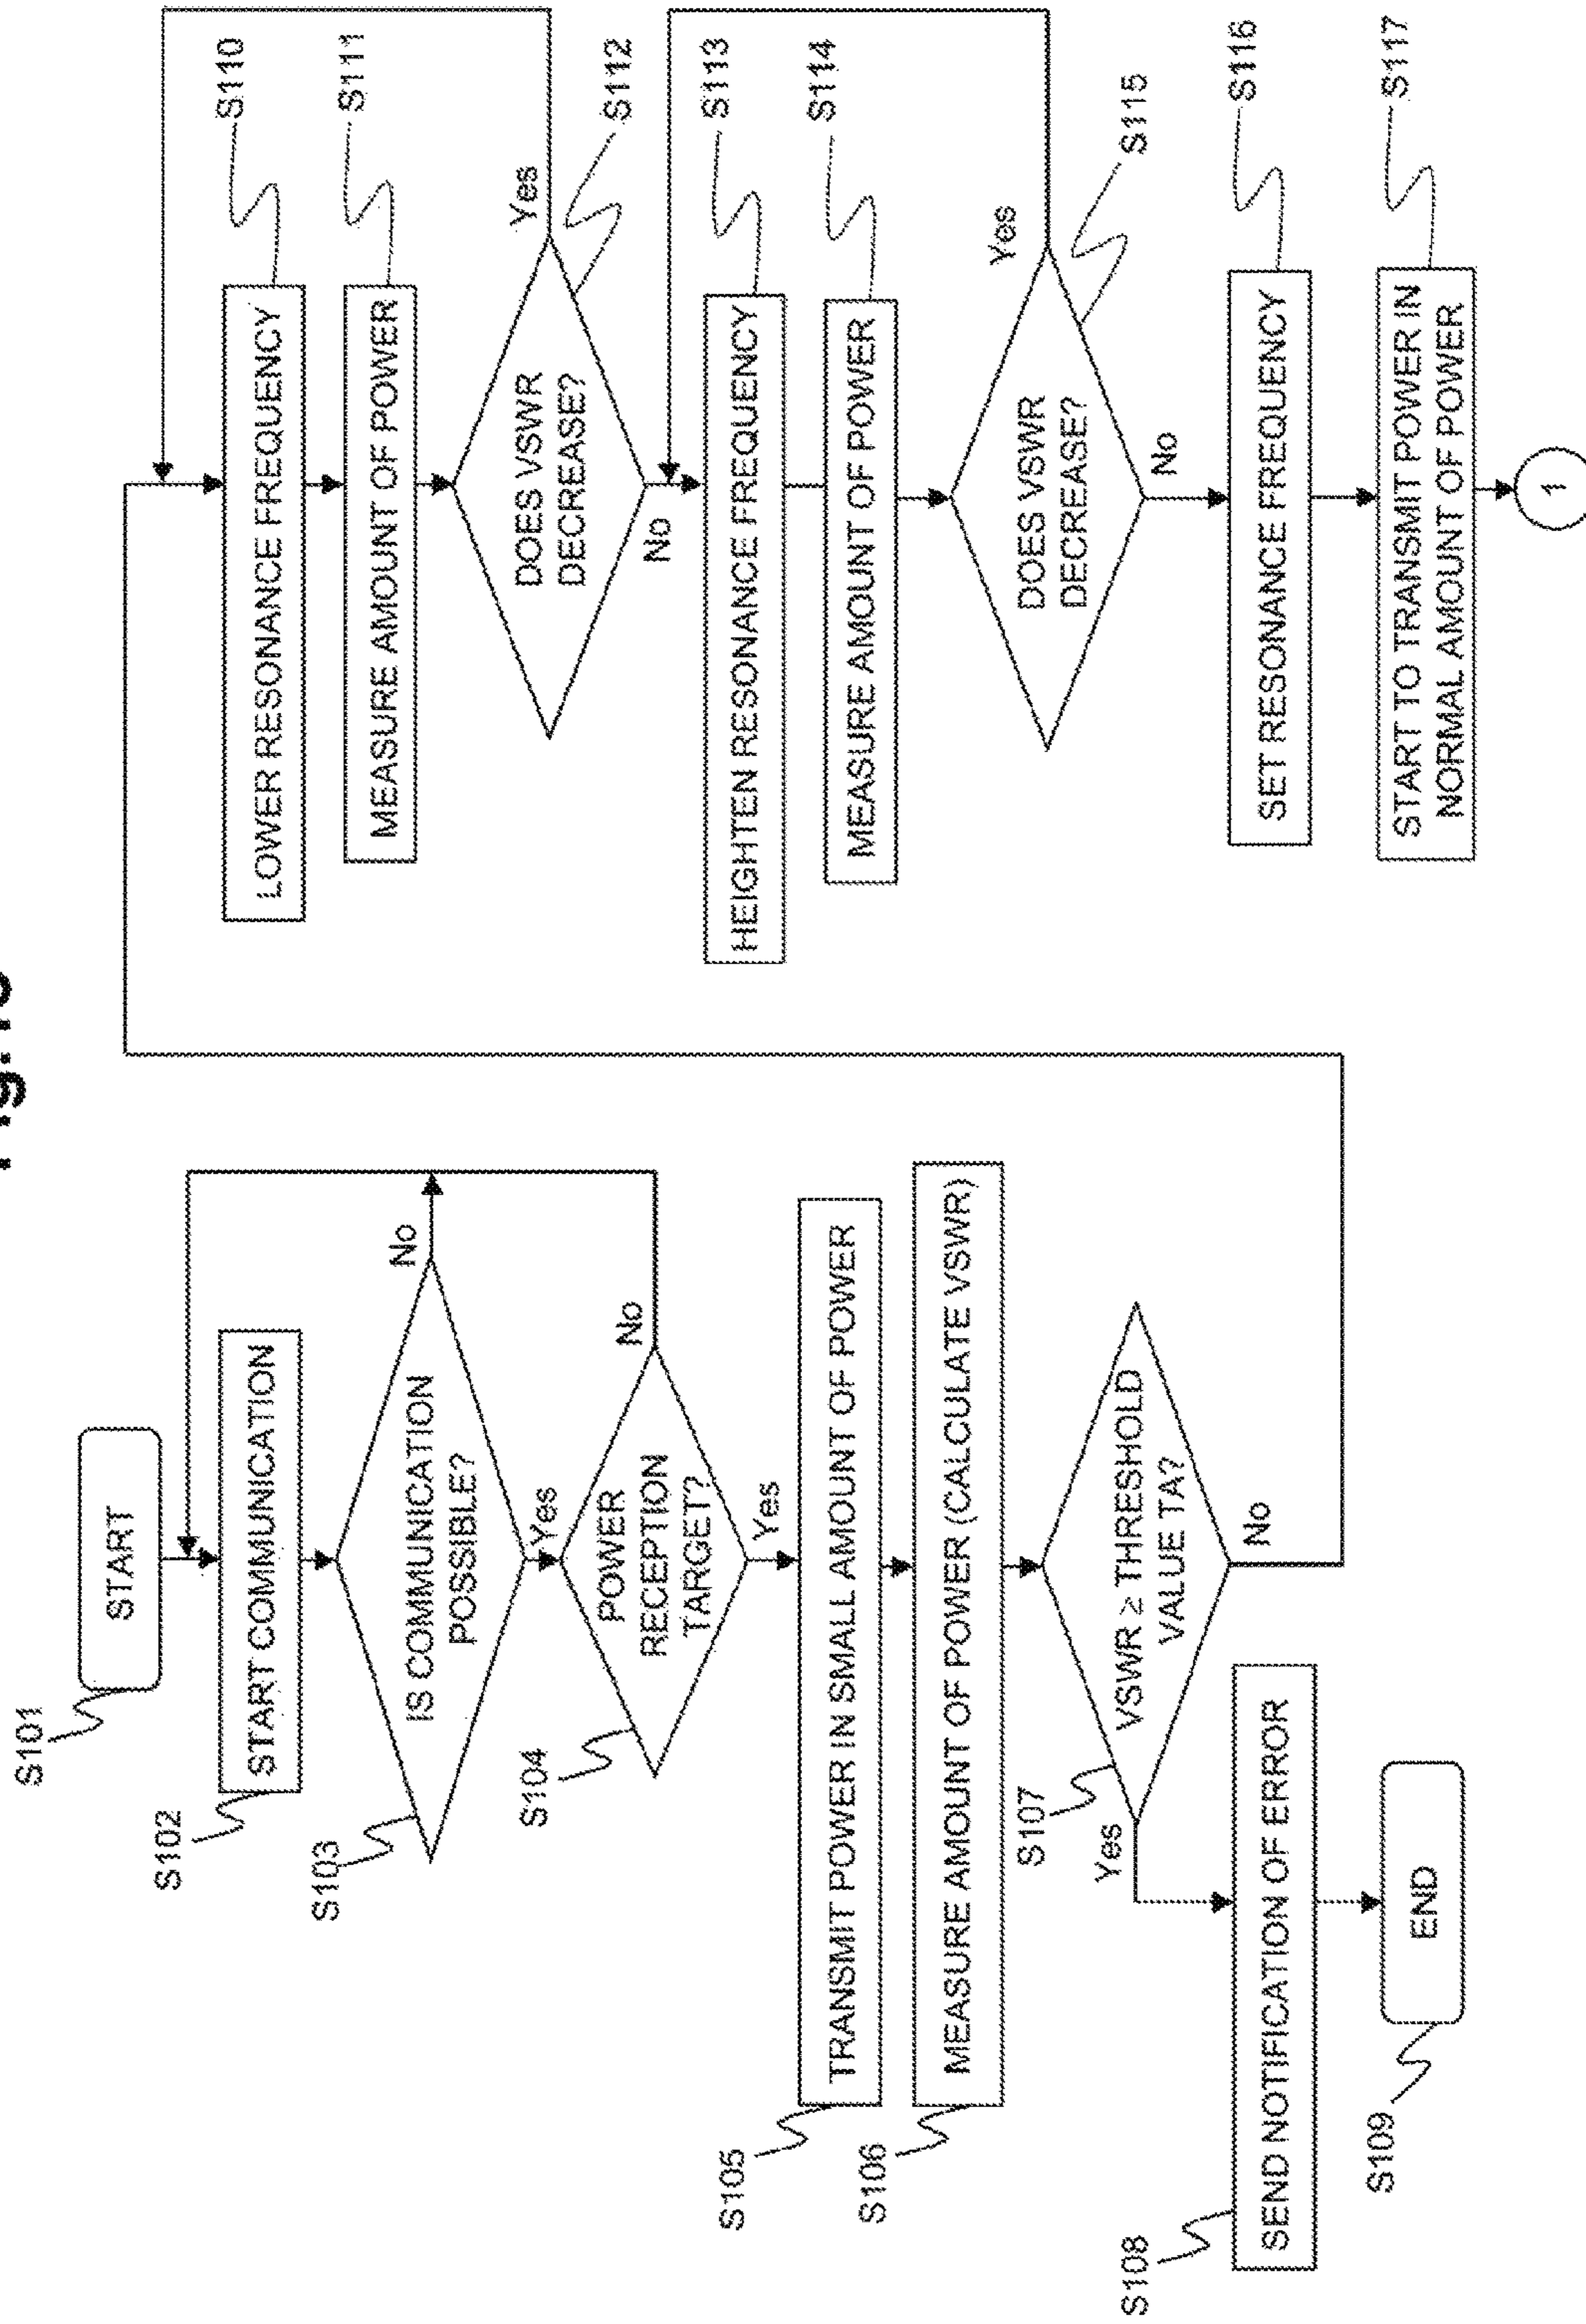 S101
START
S102
START COMMUNICATION
S103
IS COMMUNICATION
POSSIBLE?
No
Yes
S104
POWER
RECEPTION
TARGET?
No
Yes
S105
TRANSMIT POWER IN SMALL AMOUNT OF POWER
S106
MEASURE AMOUNT OF POWER (CALCULATE VSWR)
S107
VSWR ≥ THRESHOLD
VALUE TA?
Yes
No
S108
SEND NOTIFICATION OF ERROR
S109
END
LOWER RESONANCE FREQUENCY
S110
MEASURE AMOUNT OF POWER
S111
DOES VSWR
DECREASE?
Yes
S112
No
HEIGHTEN RESONANCE FREQUENCY
S113
MEASURE AMOUNT OF POWER
S114
DOES VSWR
DECREASE?
Yes
S115
No
SET RESONANCE FREQUENCY
S116
START TO TRANSMIT POWER IN
NORMAL AMOUNT OF POWER
S117
1